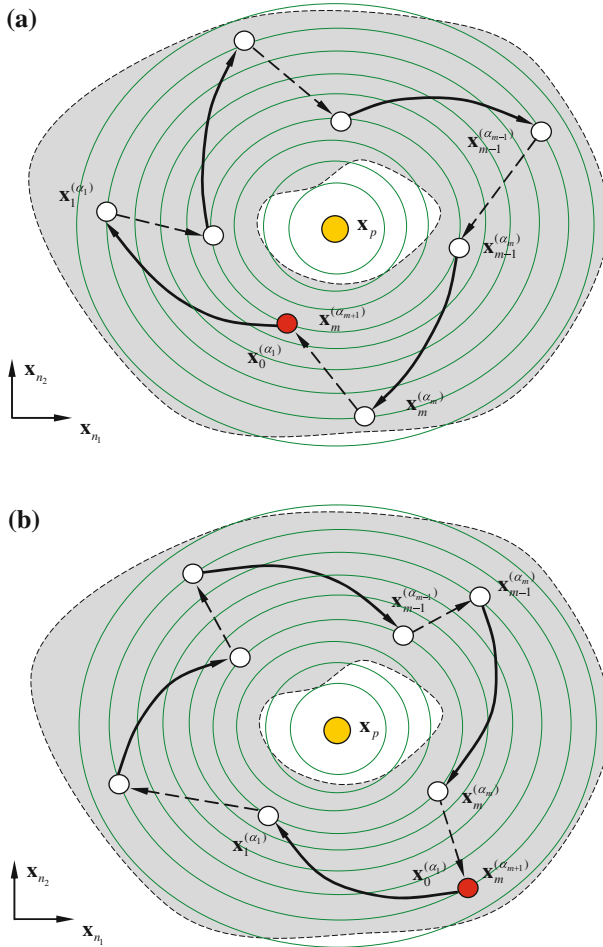 (a)
x_{m-1}^{(α_{m-1})}
x_1^{(α_1)}
x_p
x_{m-1}^{(α_m)}
x_m^{(α_{m+1})}
x_0^{(α_1)}
x_m^{(α_m)}
x_{n_2}
x_{n_1}
(b)
x_{m-1}^{(α_{m-1})}
x_{m-1}^{(α_m)}
x_p
x_m^{(α_m)}
x_1^{(α_1)}
x_0^{(α_1)} x_m^{(α_{m+1})}
x_{n_2}
x_{n_1}